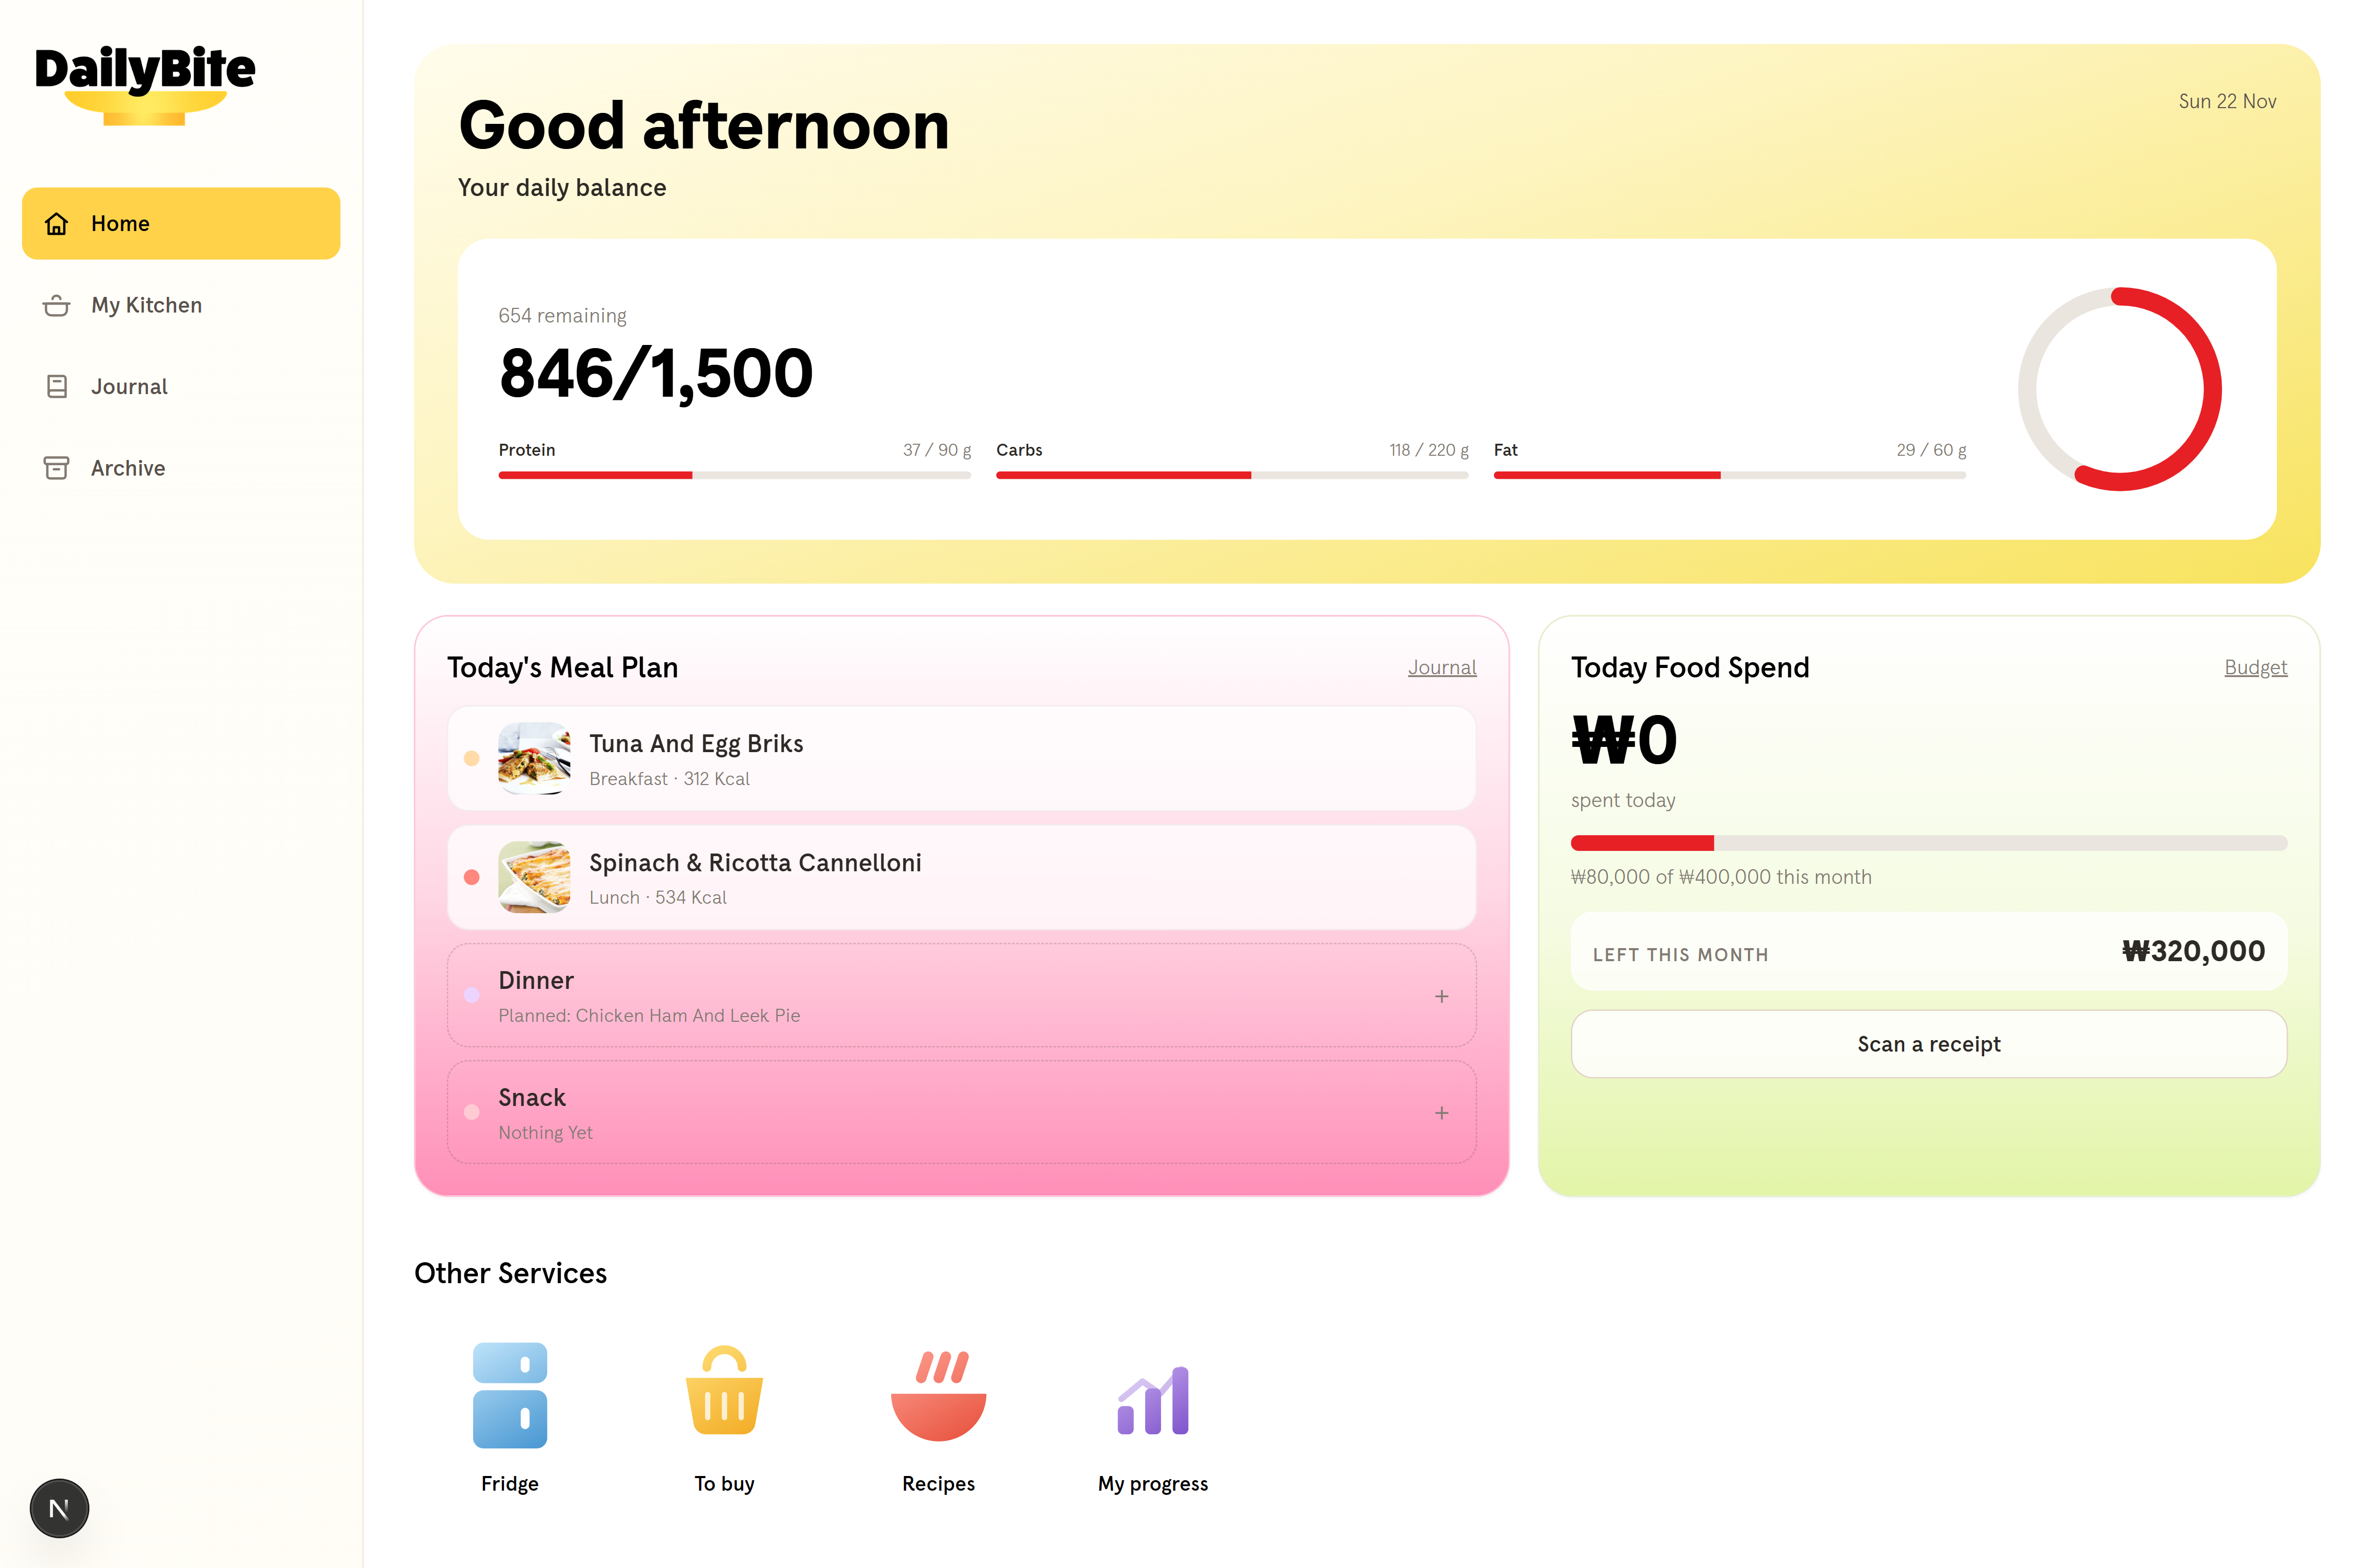 DailyBite
Home
My Kitchen
Journal
Archive
Good afternoon
Sun 22 Nov
Your daily balance
654 remaining
846/1,500
Protein 37 / 90 g
Carbs 118 / 220 g
Fat 29 / 60 g
Today's Meal Plan
Journal
Tuna And Egg Briks
Breakfast · 312 Kcal
Spinach & Ricotta Cannelloni
Lunch · 534 Kcal
Dinner
Planned: Chicken Ham And Leek Pie
+
Snack
Nothing Yet
+
Today Food Spend
Budget
₩0
spent today
₩80,000 of ₩400,000 this month
LEFT THIS MONTH
₩320,000
Scan a receipt
Other Services
Fridge
To buy
Recipes
My progress
N